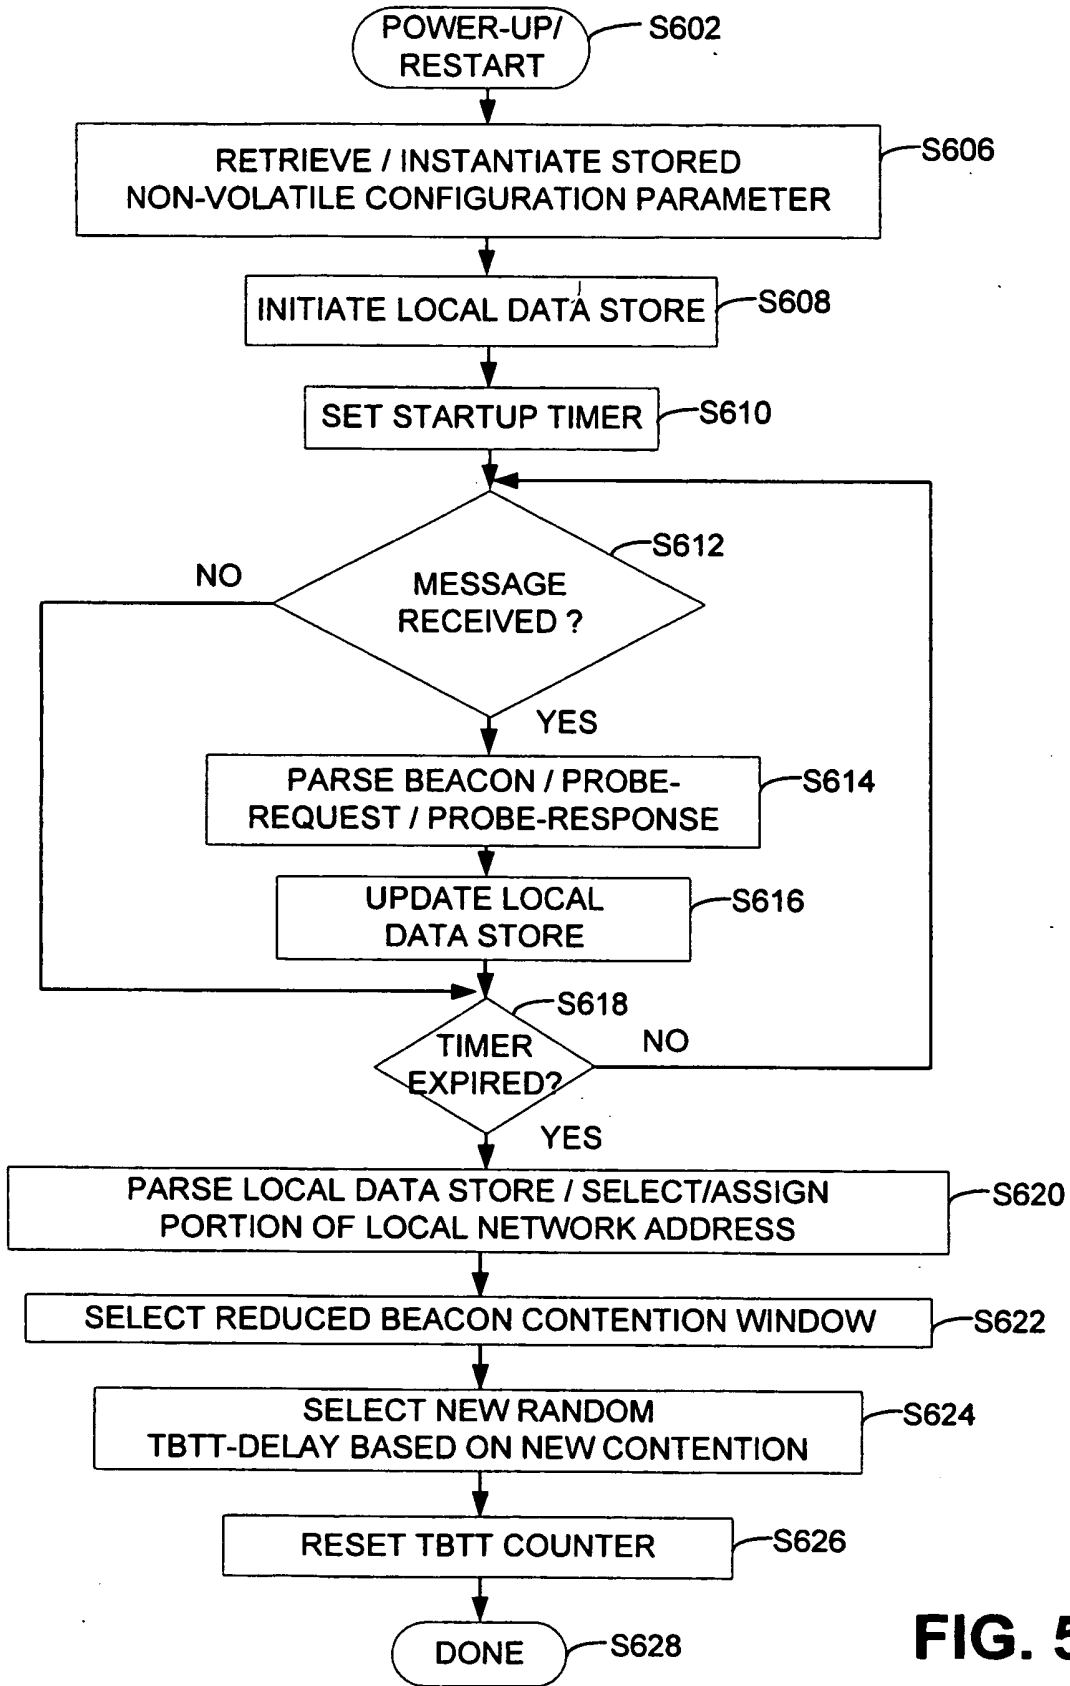 POWER-UP/
RESTART
S602
RETRIEVE / INSTANTIATE STORED
NON-VOLATILE CONFIGURATION PARAMETER
S606
INITIATE LOCAL DATA STORE
S608
SET STARTUP TIMER
S610
MESSAGE
RECEIVED ?
S612
NO
YES
PARSE BEACON / PROBE-
REQUEST / PROBE-RESPONSE
S614
UPDATE LOCAL
DATA STORE
S616
TIMER
EXPIRED?
S618
NO
YES
PARSE LOCAL DATA STORE / SELECT/ASSIGN
PORTION OF LOCAL NETWORK ADDRESS
S620
SELECT REDUCED BEACON CONTENTION WINDOW
S622
SELECT NEW RANDOM
TBTT-DELAY BASED ON NEW CONTENTION
S624
RESET TBTT COUNTER
S626
DONE
S628
FIG. 5